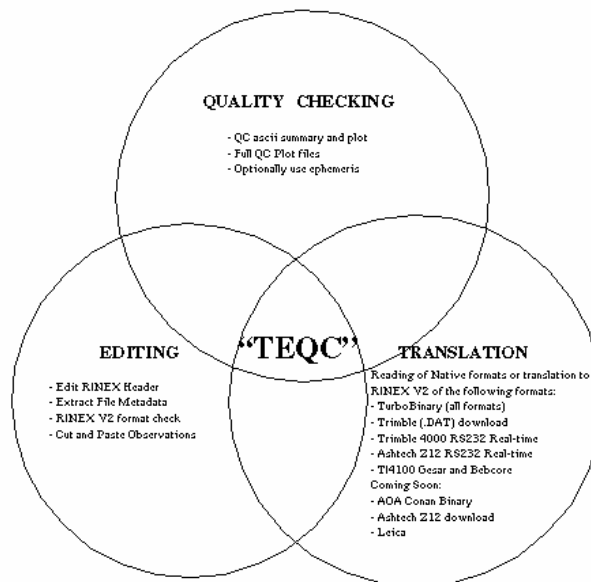 QUALITY CHECKING
- QC ascii summary and plot
- Full QC Plot files
- Optionally use ephemeris
"TEQC"
EDITING
- Edit RINEX Header
- Extract File Metadata
- RINEX V2 format check
- Cut and Paste Observations
TRANSLATION
Reading of Native formats or translation to
RINEX V2 of the following formats:
- TurboBinary (all formats)
- Trimble (.DAT) download
- Trimble 4000 RS232 Real-time
- Ashtech Z12 RS232 Real-time
- TI4100 Gesar and Bebcore
Coming Soon:
- AOA Conan Binary
- Ashtech Z12 download
- Leica